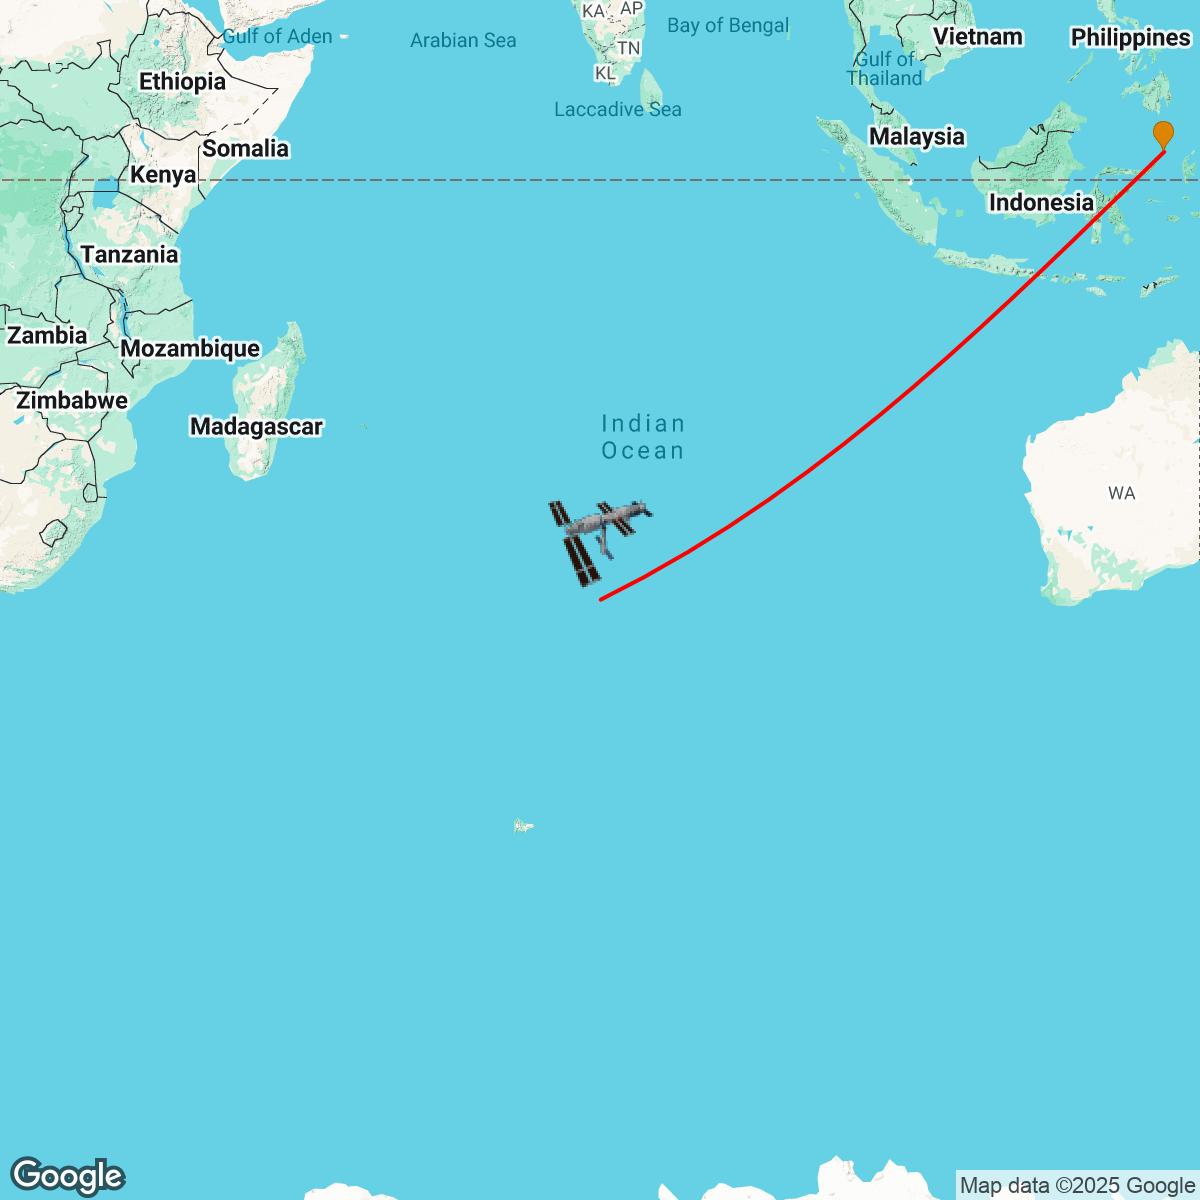 KA
AP
Bay of Bengal
Gulf of Aden
Arabian Sea
Vietnam
Philippines
TN
Gulf of
Thailand
KL
Ethiopia
Laccadive Sea
Malaysia
Somalia
Kenya
Indonesia
Tanzania
Zambia
Mozambique
Zimbabwe
Madagascar
Indian
Ocean
WA
Google
Map data ©2025 Google